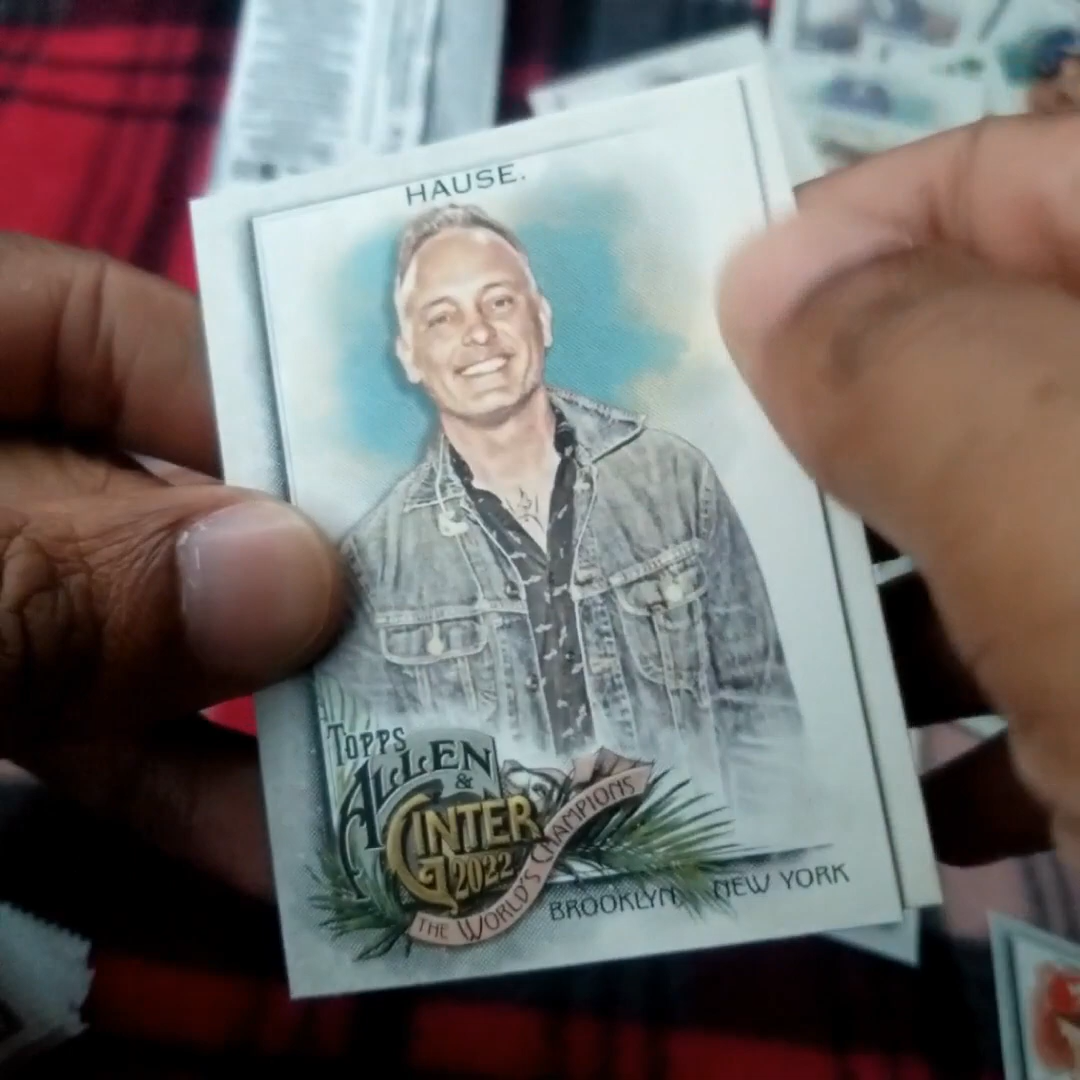 HAUSE.
TOPPS
ALLEN
&
GINTER
2022
THE WORLD'S CHAMPIONS
BROOKLYN NEW YORK